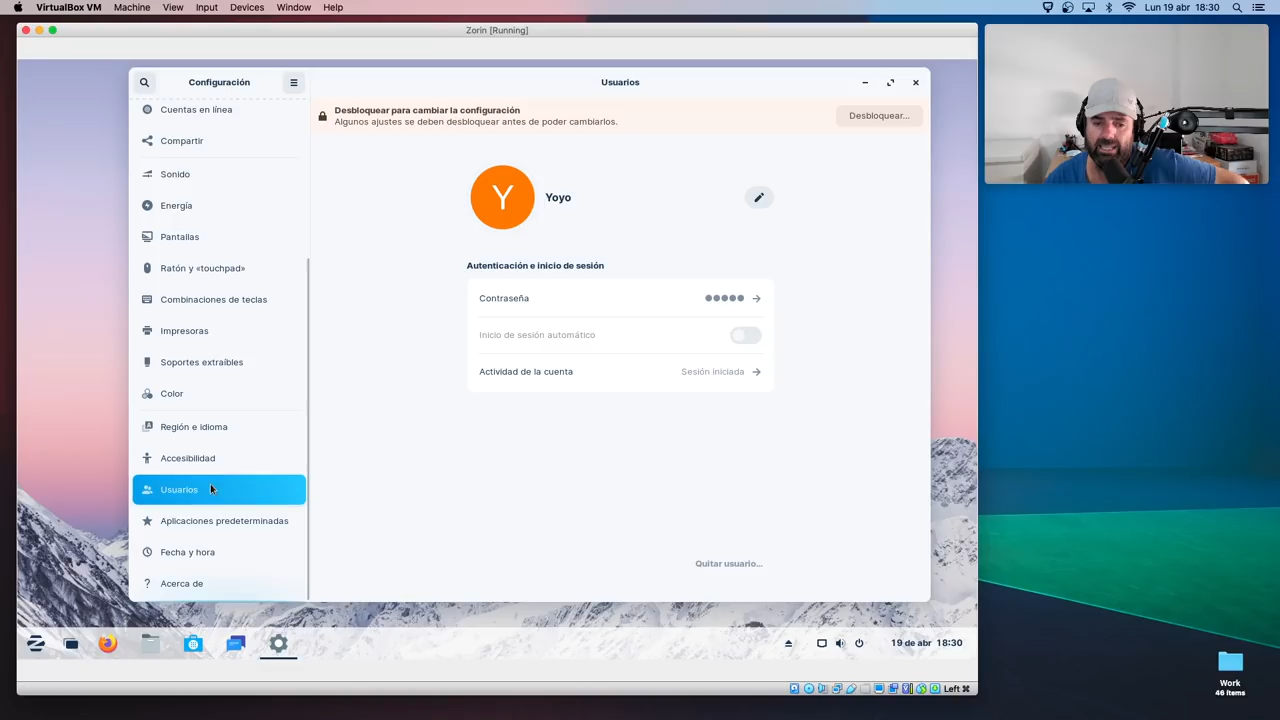 VirtualBox VM Machine View Input Devices Window Help
Lun 19 abr 18:30
Zorin [Running]
Configuración
Usuarios
Cuentas en línea
Compartir
Sonido
Energía
Pantallas
Ratón y «touchpad»
Combinaciones de teclas
Impresoras
Soportes extraíbles
Color
Región e idioma
Accesibilidad
Usuarios
Aplicaciones predeterminadas
Fecha y hora
Acerca de
Desbloquear para cambiar la configuración
Algunos ajustes se deben desbloquear antes de poder cambiarlos.
Desbloquear...
Y
Yoyo
Autenticación e inicio de sesión
Contraseña
Inicio de sesión automático
Actividad de la cuenta Sesión iniciada
Quitar usuario...
19 de abr 18:30
Left ⌘
Work
46 items